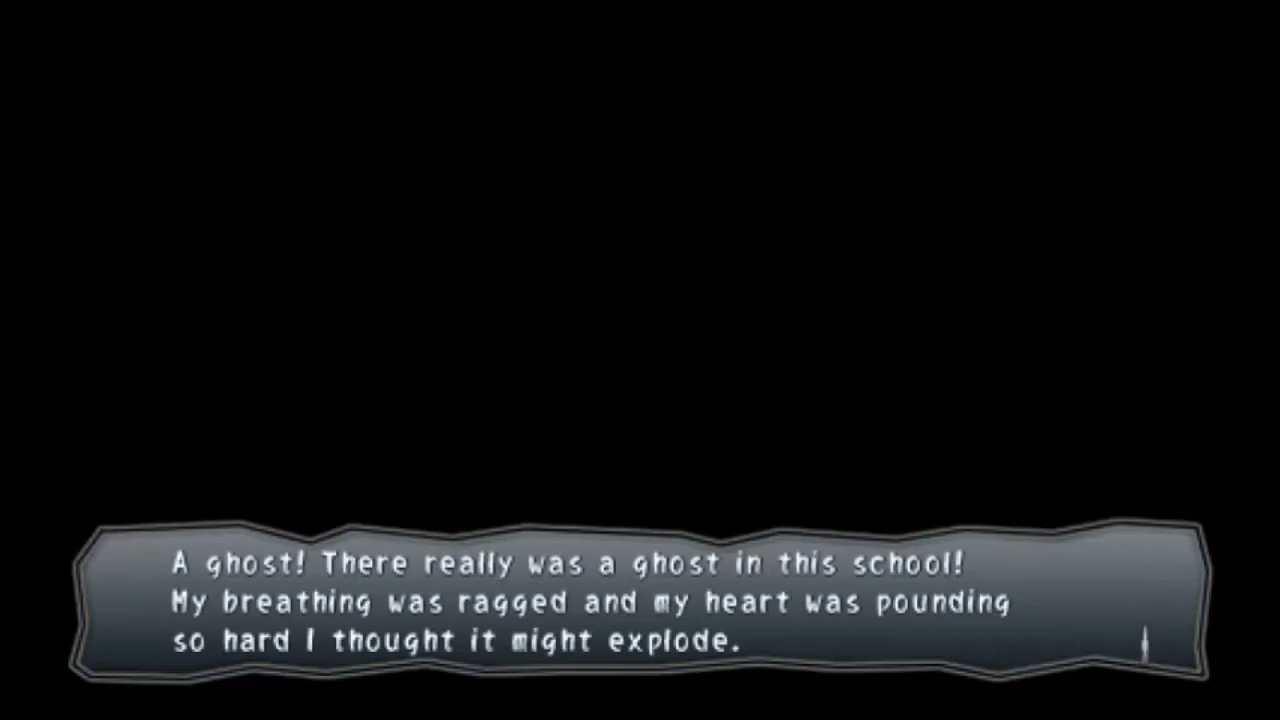 A ghost! There really was a ghost in this school!
My breathing was ragged and my heart was pounding
so hard I thought it might explode.